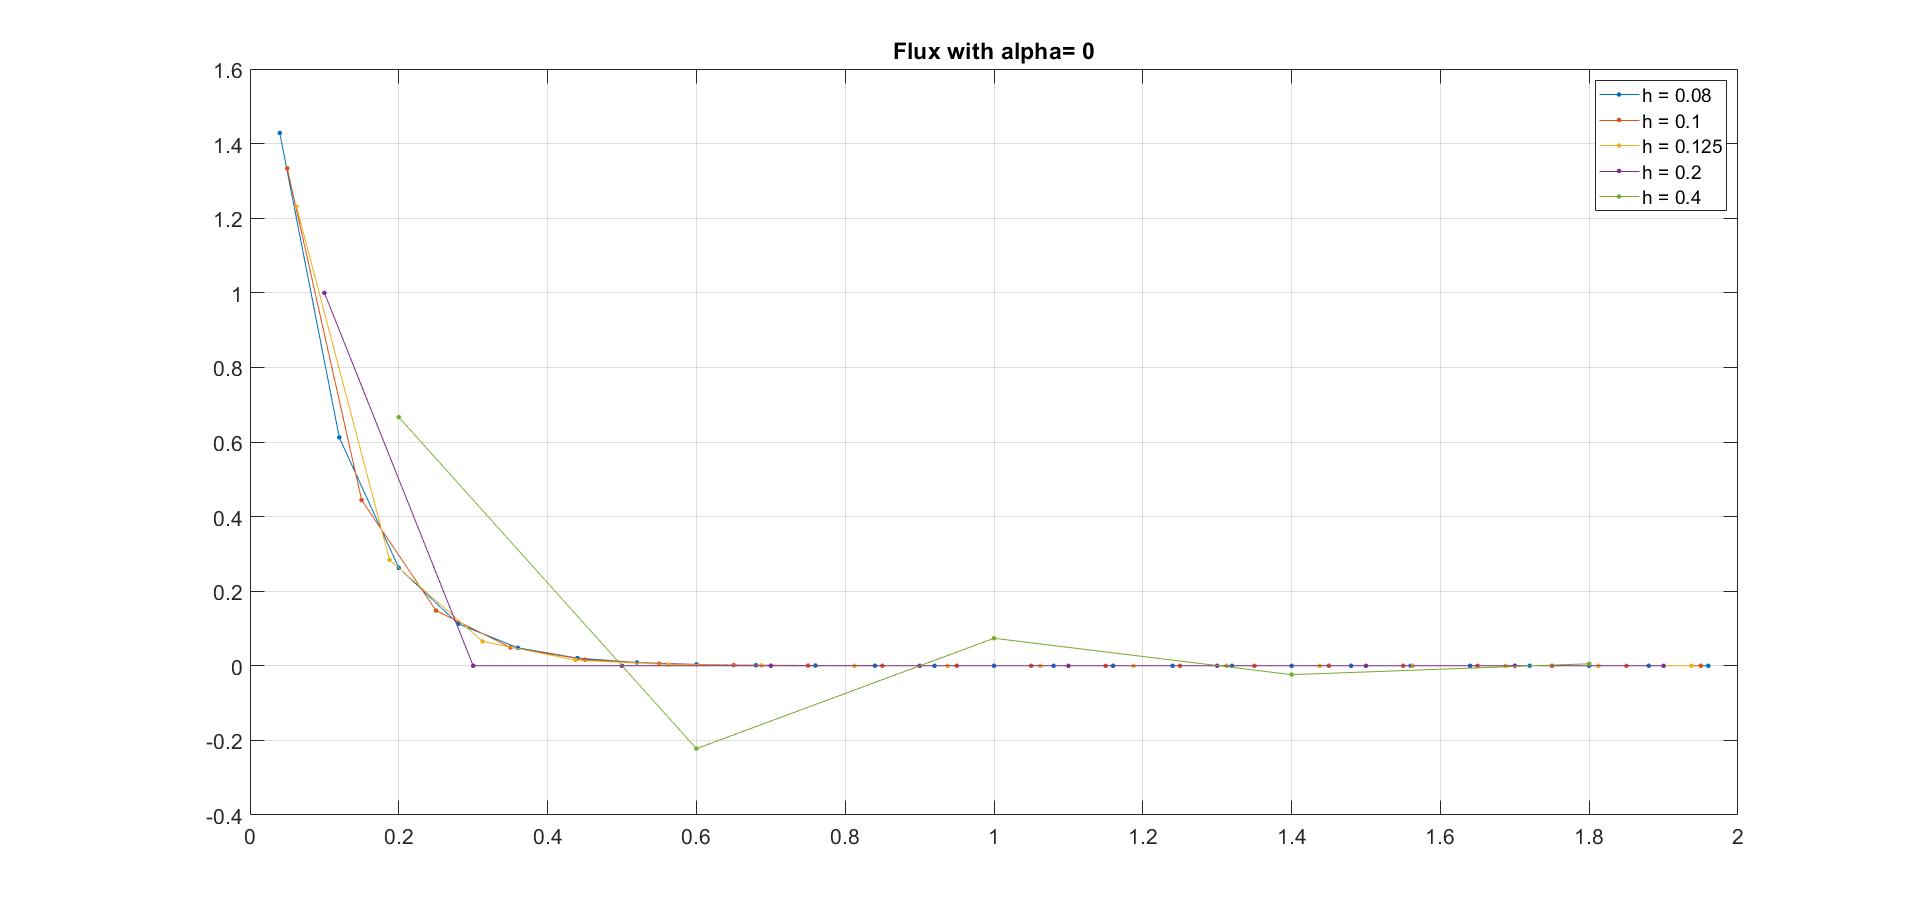 Flux with alpha= 0
1.6
1.4
1.2
1
0.8
0.6
0.4
0.2
0
-0.2
-0.4
0 0.2 0.4 0.6 0.8 1 1.2 1.4 1.6 1.8 2
h = 0.08
h = 0.1
h = 0.125
h = 0.2
h = 0.4